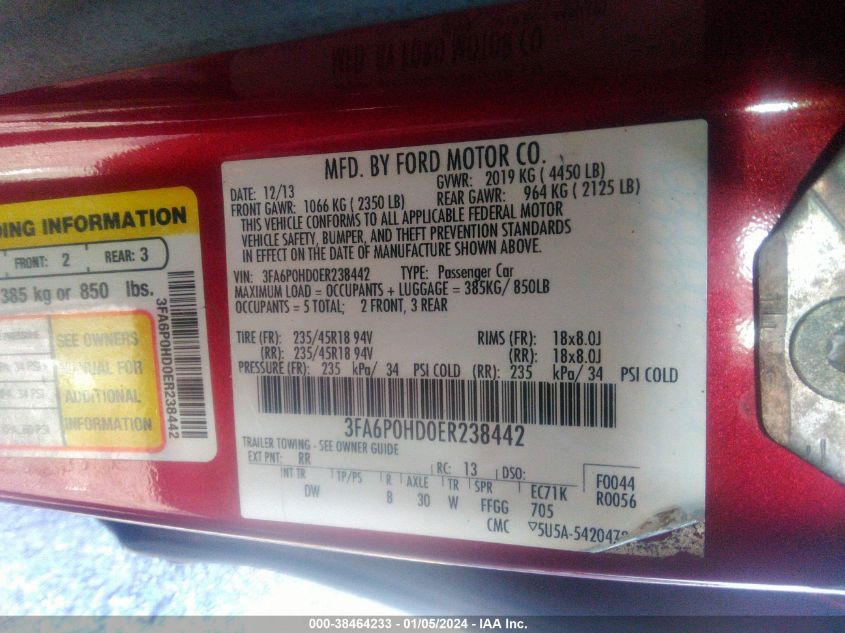 MFD. BY FORD MOTOR CO.
DATE: 12/13 GVWR: 2019 KG ( 4450 LB)
FRONT GAWR: 1066 KG ( 2350 LB) REAR GAWR: 964 KG ( 2125 LB)
THIS VEHICLE CONFORMS TO ALL APPLICABLE FEDERAL MOTOR
VEHICLE SAFETY, BUMPER, AND THEFT PREVENTION STANDARDS
IN EFFECT ON THE DATE OF MANUFACTURE SHOWN ABOVE.
VIN: 3FA6P0HD0ER238442 TYPE: Passenger Car
MAXIMUM LOAD = OCCUPANTS + LUGGAGE = 385KG/ 850LB
OCCUPANTS = 5 TOTAL; 2 FRONT, 3 REAR
TIRE (FR): 235/45R18 94V RIMS (FR): 18x8.0J
(RR): 235/45R18 94V (RR): 18x8.0J
PRESSURE (FR): 235 kPa/ 34 PSI COLD (RR): 235 kPa/ 34 PSI COLD
3FA6P0HD0ER238442
TRAILER TOWING - SEE OWNER GUIDE
EXT PNT: RR RC: 13 DSO:
INT TR TP/PS R AXLE TR SPR EC71K F0044
DW B 30 W FFGG 705 R0056
CMC 5U5A-542047
DING INFORMATION
FRONT: 2 REAR: 3
385 kg or 850 lbs.
SEE OWNERS
MANUAL FOR
ADDITIONAL
INFORMATION
3FA6P0HD0ER238442
000-38464233 - 01/05/2024 - IAA Inc.